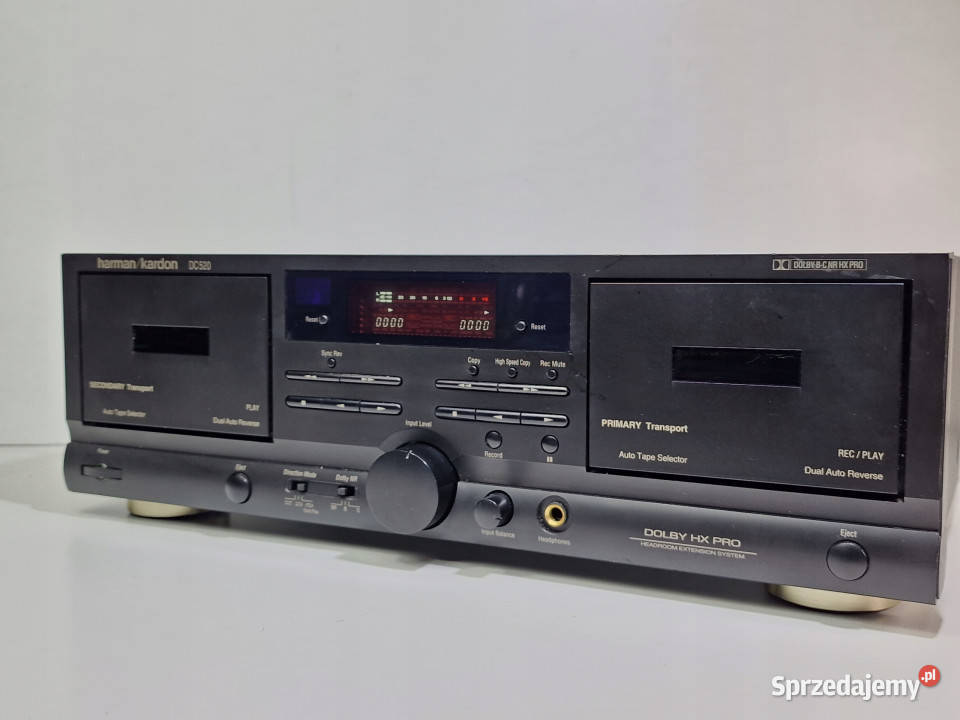 harman/kardon DC520
DOLBY B-C NR HX PRO
0000 0000
Reset
Reset
Sync Rev
Copy
High Speed Copy
Rec Mute
SECONDARY Transport
PLAY
Auto Tape Selector
Dual Auto Reverse
Input Level
Record
PRIMARY Transport
REC / PLAY
Auto Tape Selector
Dual Auto Reverse
Power
Eject
Direction Mode
Dolby NR
Input Balance
Headphones
DOLBY HX PRO
HEADROOM EXTENSION SYSTEM
Eject
Sprzedajemy.pl